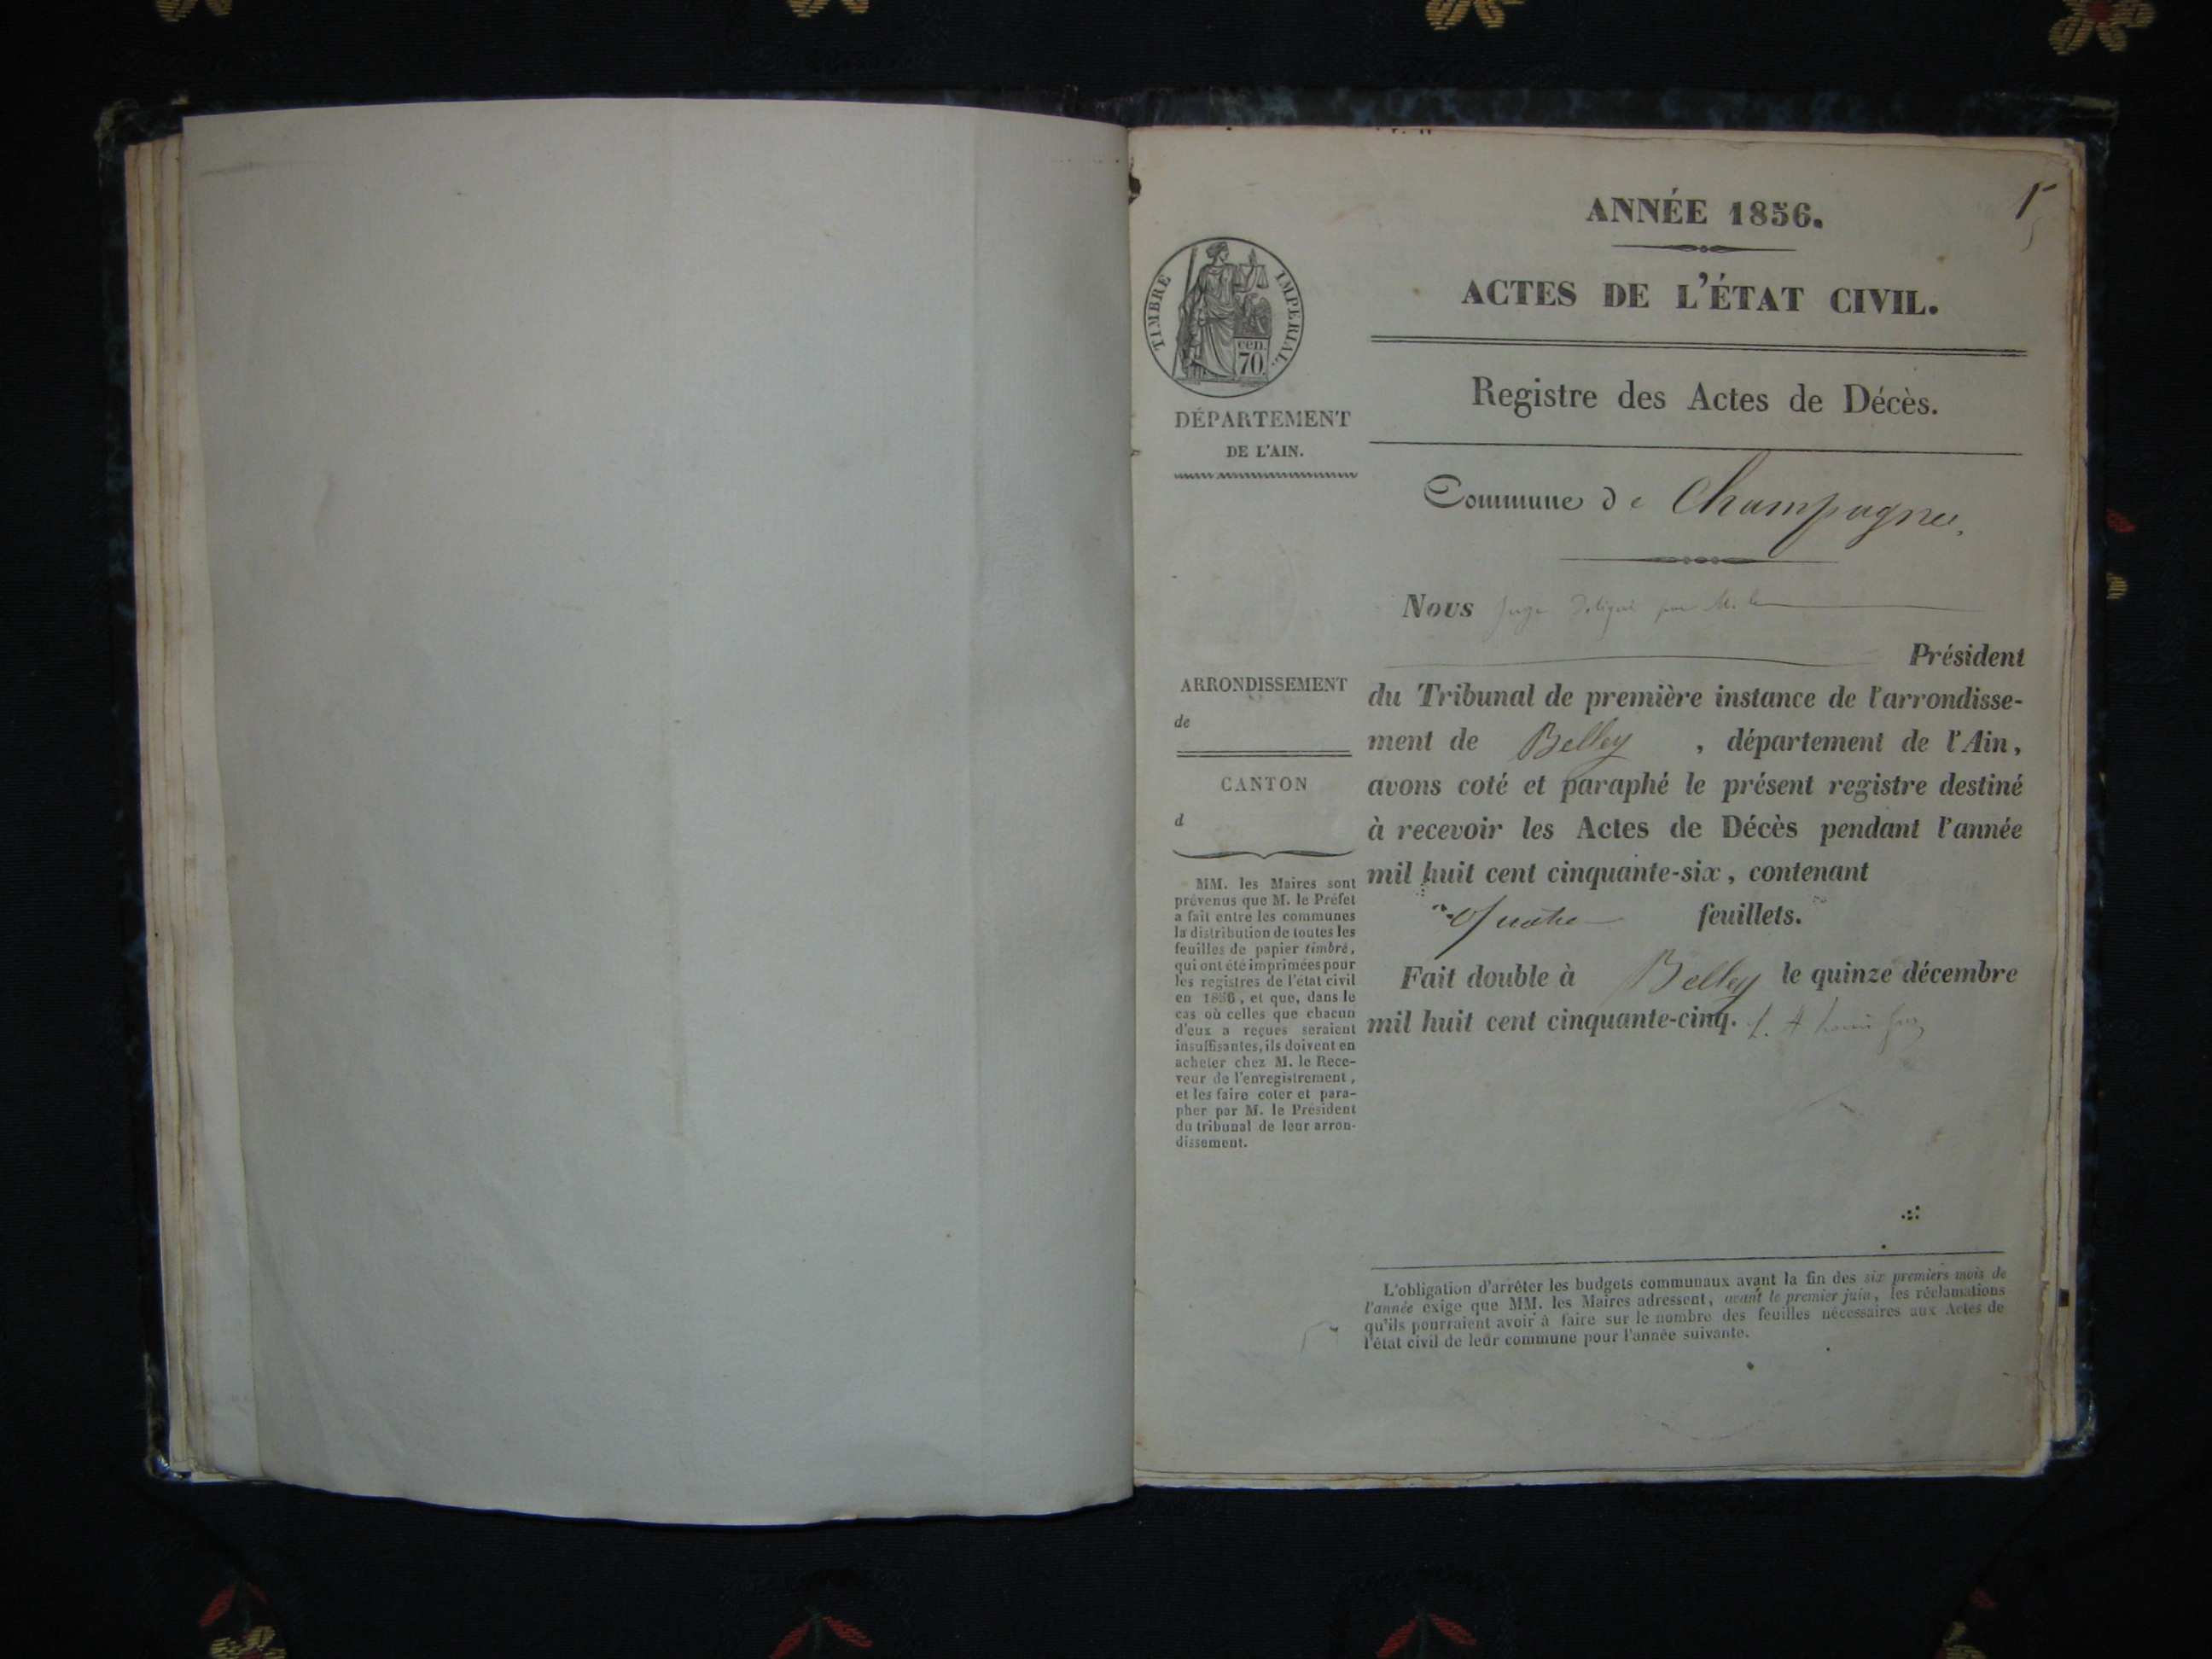 ANNÉE 1856.
1
ACTES DE L'ÉTAT CIVIL.
TIMBRE IMPERIAL.
cen.
70.
Registre des Actes de Décès.
DÉPARTEMENT
DE L'AIN.
Commune de Champagne.
Nous Juge délégué par M. le
Président
ARRONDISSEMENT
de
du Tribunal de première instance de l'arrondisse-
ment de Belley , département de l'Ain,
CANTON
d
avons coté et paraphé le présent registre destiné
à recevoir les Actes de Décès pendant l'année
mil huit cent cinquante-six, contenant
quatre feuillets.
Fait double à Belley le quinze décembre
mil huit cent cinquante-cinq.
MM. les Maires sont
prévenus que M. le Préfet
a fait entre les communes
la distribution de toutes les
feuilles de papier timbré,
qui ont été imprimées pour
les registres de l'état civil
en 1856, et que, dans le
cas où celles que chacun
d'eux a reçues seraient
insuffisantes, ils doivent en
acheter chez M. le Rece-
veur de l'enregistrement,
et les faire coter et para-
pher par M. le Président
du tribunal de leur arron-
dissement.
L'obligation d'arrêter les budgets communaux avant la fin des six premiers mois de
l'année exige que MM. les Maires adressent, avant le premier juin, les réclamations
qu'ils pourraient avoir à faire sur le nombre des feuilles nécessaires aux Actes de
l'état civil de leur commune pour l'année suivante.